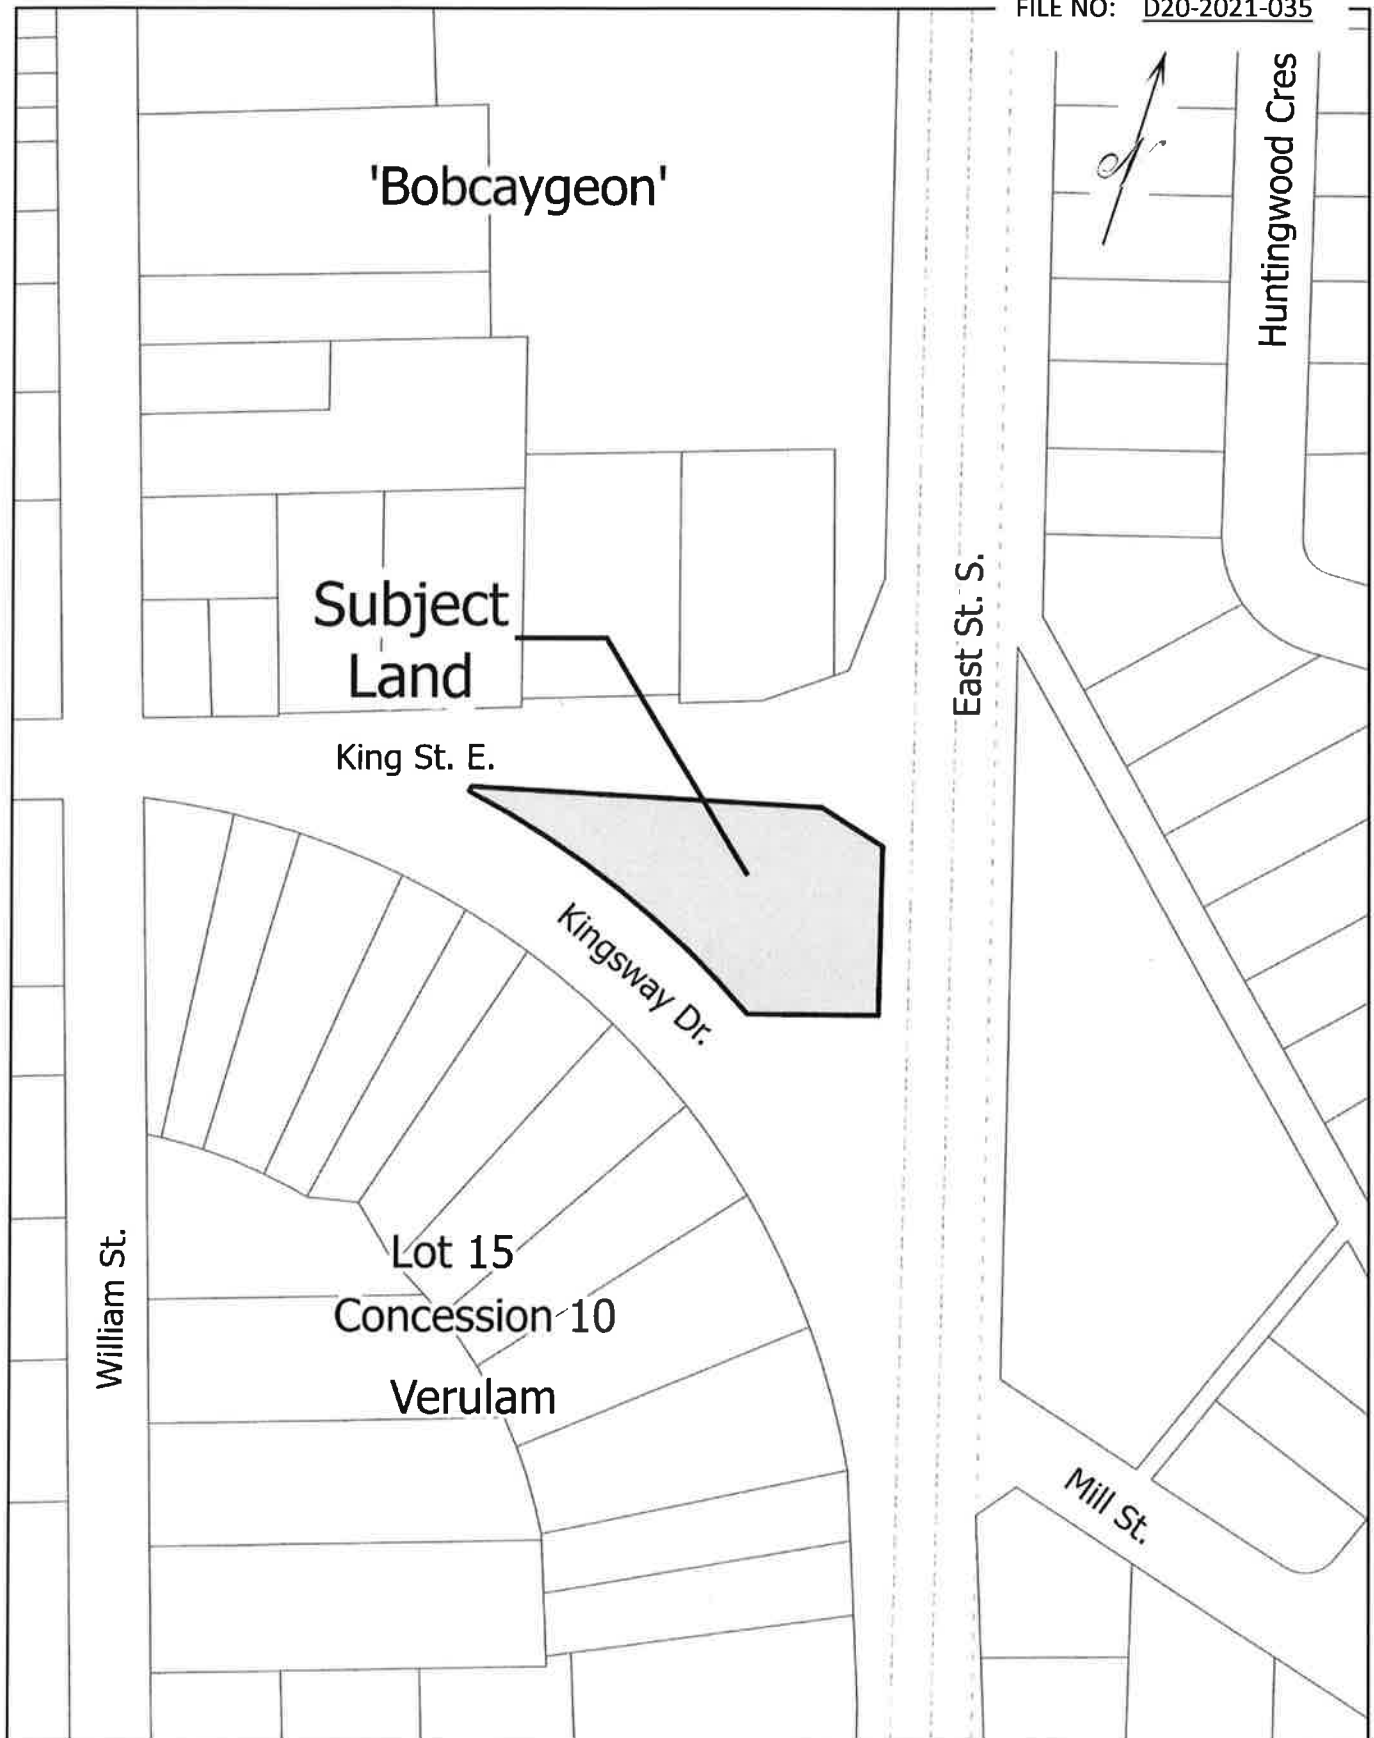 FILE NO: D20-2021-035
'Bobcaygeon'
Huntingwood Cres
Subject
Land
East St. S.
King St. E.
Kingsway Dr.
Lot 15
Concession 10
Verulam
William St.
Mill St.